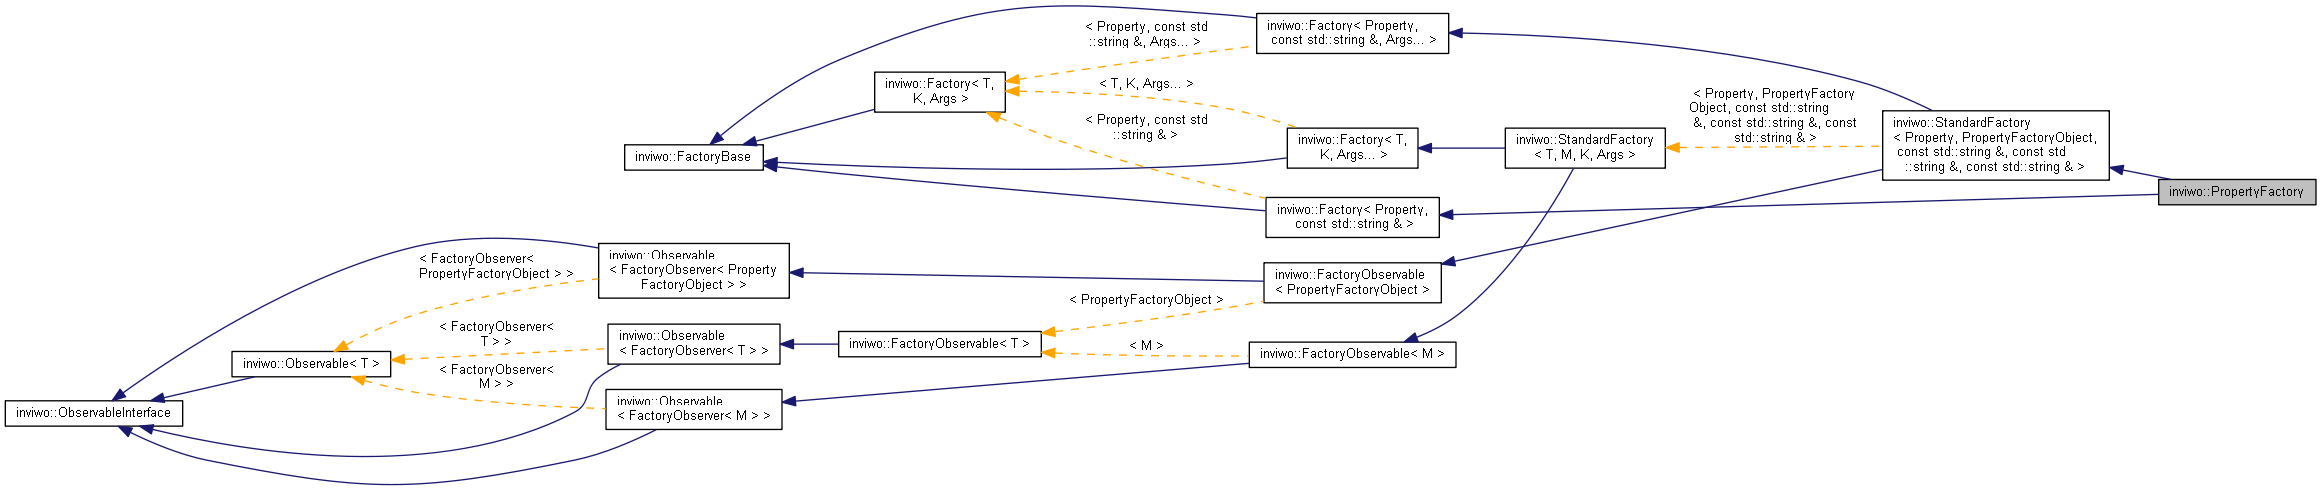 < Property, const std
::string &, Args... >
inviwo::Factory< Property,
const std::string &, Args... >
inviwo::Factory< T,
K, Args >
< T, K, Args... >
< Property, const std
::string & >
inviwo::FactoryBase
inviwo::Factory< T,
K, Args... >
inviwo::StandardFactory
< T, M, K, Args >
< Property, PropertyFactory
Object, const std::string
&, const std::string &, const
std::string & >
inviwo::StandardFactory
< Property, PropertyFactoryObject,
const std::string &, const std
::string &, const std::string & >
inviwo::PropertyFactory
inviwo::Factory< Property,
const std::string & >
< FactoryObserver<
PropertyFactoryObject > >
inviwo::Observable
< FactoryObserver< Property
FactoryObject > >
inviwo::FactoryObservable
< PropertyFactoryObject >
< PropertyFactoryObject >
< FactoryObserver<
T > >
inviwo::Observable
< FactoryObserver< T > >
inviwo::FactoryObservable< T >
< M >
inviwo::FactoryObservable< M >
inviwo::Observable< T >
< FactoryObserver<
M > >
inviwo::Observable
< FactoryObserver< M > >
inviwo::ObservableInterface